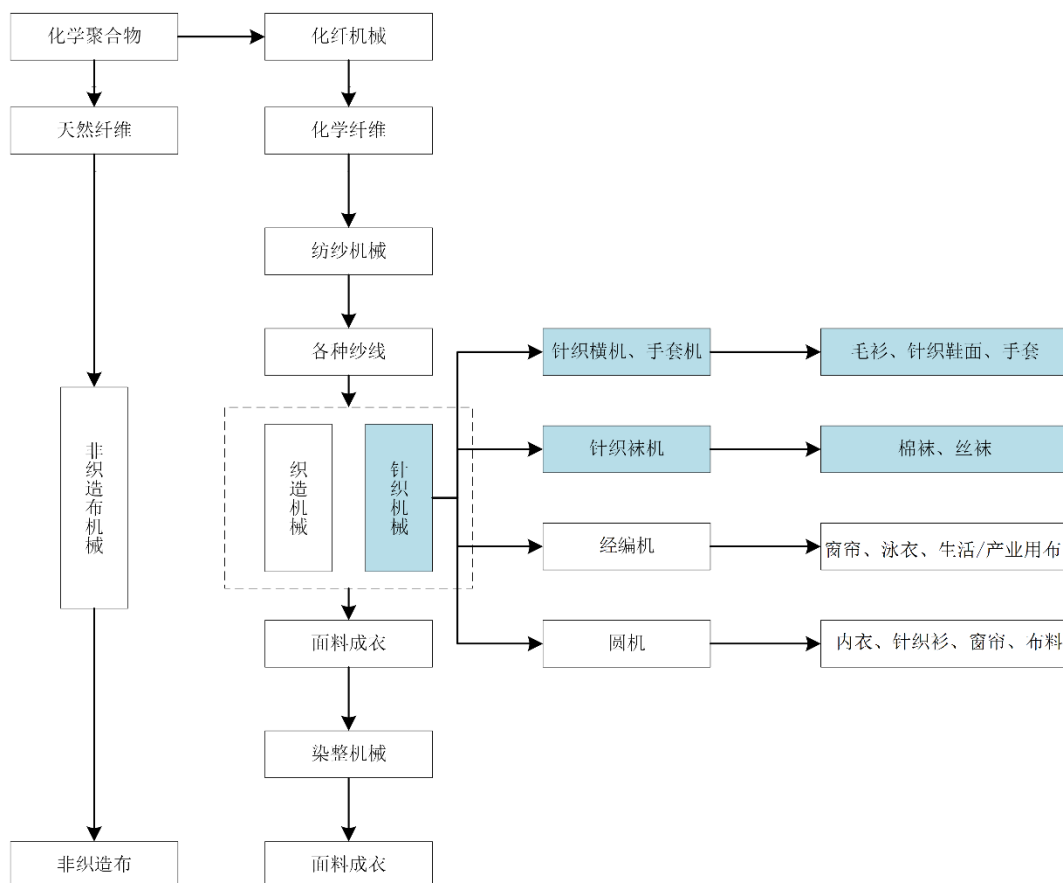 化学聚合物
化纤机械
天然纤维
化学纤维
纺纱机械
各种纱线
针织横机、手套机
毛衫、针织鞋面、手套
非织造布机械
织造机械
针织机械
针织袜机
棉袜、丝袜
经编机
窗帘、泳衣、生活/产业用布
面料成衣
圆机
内衣、针织衫、窗帘、布料
染整机械
非织造布
面料成衣